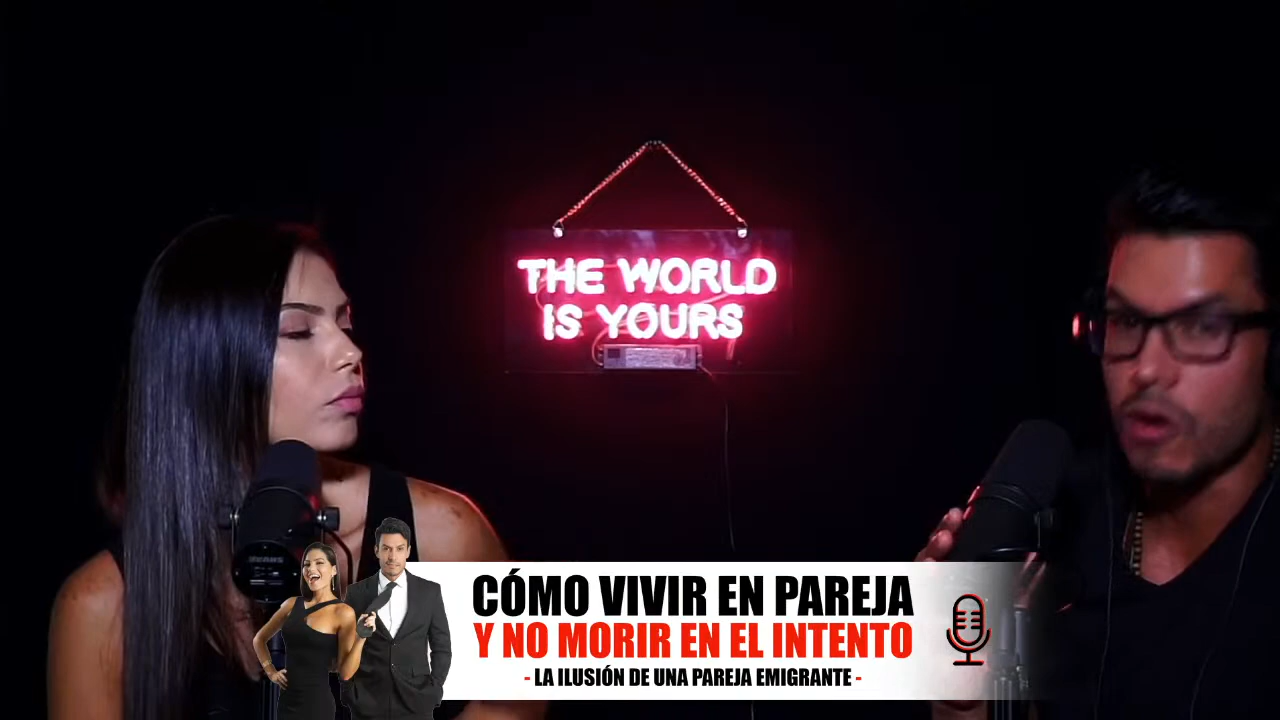 THE WORLD
IS YOURS
CÓMO VIVIR EN PAREJA
Y NO MORIR EN EL INTENTO
- LA ILUSIÓN DE UNA PAREJA EMIGRANTE -